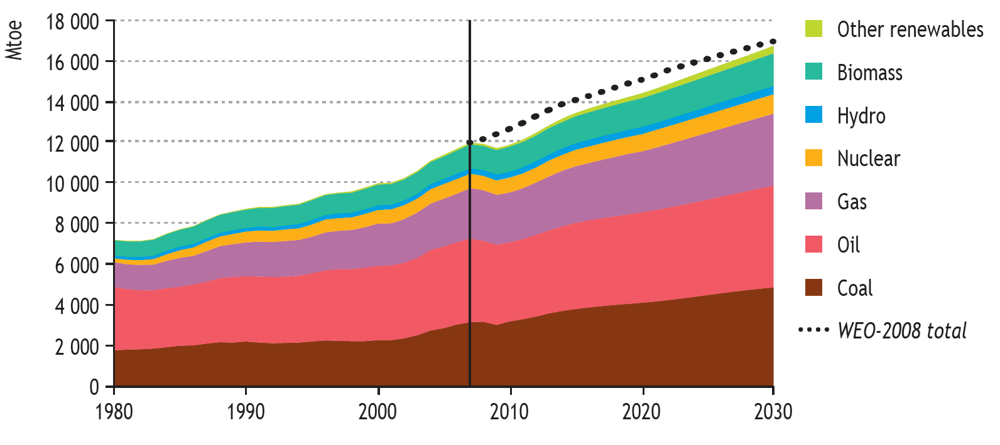 Mtoe
18 000
16 000
14 000
12 000
10 000
8 000
6 000
4 000
2 000
0
1980 1990 2000 2010 2020 2030
Other renewables
Biomass
Hydro
Nuclear
Gas
Oil
Coal
WEO-2008 total